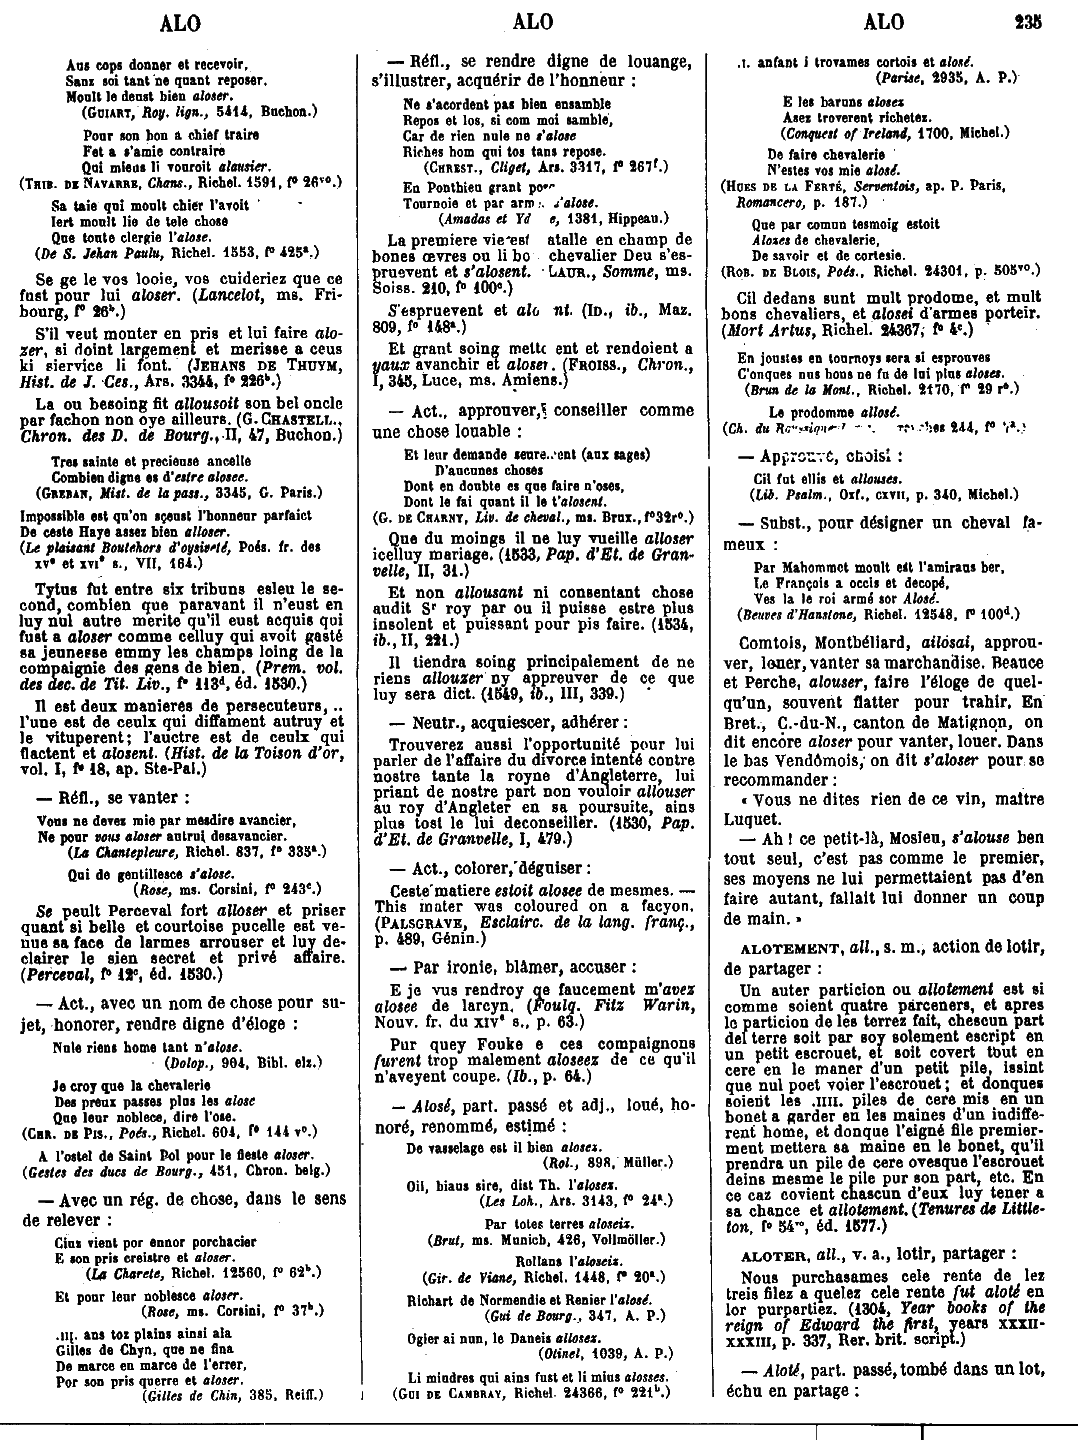 ALO ALO ALO 235
Aus cops donner et recevoir,
Sanz soi tant ne quant reposer.
Moult le deust bien aloser.
(GUIART, Roy. lign., 5414, Buchon.)
Pour son bon a chief traire
Fet a s'amie contraire
Qui mieus li vouroit alausier.
(THIB. DE NAVARRE, Chans., Richel. 1591, f° 26vo.)
Sa taie qui moult chier l'avoit
Iert moult lie de tele chose
Que toute clergie l'alose.
(De S. Jehan Paulu, Richel. 1553, f° 425a.)
Se ge le vos looie, vos cuideriez que ce
fust pour lui aloser. (Lancelot, ms. Fri-
bourg, f° 26b.)
S'il veut monter en pris et lui faire alo-
zer, si doint largement et merisse a ceus
ki siervice li font. (JEHANS DE THUYM,
Hist. de J. Ces., Ars. 3344, f° 226b.)
La ou besoing fit allousoit son bel oncle
par fachon non oye ailleurs. (G. CHASTELL.,
Chron. des D. de Bourg., II, 47, Buchon.)
Tres sainte et precieuse ancelle
Combien digne es d'estre alosee.
(GREBAN, Mist. de la pass., 3345, G. Paris.)
Impossible est qu'on sçeust l'honneur parfaict
De ceste Haye assez bien alloser.
(Le plaisant Boutehors d'oysiveté, Poés. fr. des
xve et xvie s., VII, 164.)
Tytus fut entre six tribuns esleu le se-
cond, combien que paravant il n'eust en
luy nul autre merite qu'il eust acquis qui
fust a aloser comme celluy qui avoit gasté
sa jeunesse emmy les champs loing de la
compaignie des gens de bien. (Prem. vol.
des dec. de Tit. Liv., f° 113d, éd. 1530.)
Il est deux manieres de persecuteurs, ..
l'une est de ceulx qui diffament autruy et
le vituperent; l'auctre est de ceulx qui
flactent et alosent. (Hist. de la Toison d'or,
vol. I, f° 18, ap. Ste-Pal.)
— Réfl., se vanter :
Vous ne devez mie par mesdire avancier,
Ne pour vous aloser autrui desavancier.
(La Chantepleure, Richel. 837, f° 335a.)
Qui de gentillesce s'alose.
(Rose, ms. Corsini, f° 243c.)
Se peult Perceval fort alloser et priser
quant si belle et courtoise pucelle est ve-
nue sa face de larmes arrouser et luy de-
clairer le sien secret et privé affaire.
(Perceval, f° 12c, éd. 1530.)
— Act., avec un nom de chose pour su-
jet, honorer, rendre digne d'éloge :
Nule riens home tant n'alose.
(Dolop., 904, Bibl. elz.)
Je croy que la chevalerie
Des preux passes plus les alose
Que leur noblece, dire l'ose.
(CHR. DE PIS., Poés., Richel. 604, f° 144 vo.)
A l'ostel de Saint Pol pour le fieste aloser.
(Gestes des ducs de Bourg., 451, Chron. belg.)
— Avec un rég. de chose, dans le sens
de relever :
Cius vient por ennor porchacier
E son pris creistre et aloser.
(La Charete, Richel. 12560, f° 62b.)
Et pour leur noblesce aloser.
(Rose, ms. Corsini, f° 37b.)
.III. ans toz plains ainsi ala
Gilles de Chyn, que ne fina
De marce en marce de l'errer,
Por son pris querre et aloser.
(Gilles de Chin, 385, Reiff.)
— Réfl., se rendre digne de louange,
s'illustrer, acquérir de l'honneur :
Ne s'acordent pas bien ensamble
Repos et los, si com moi samble,
Car de rien nule ne s'alose
Riches hom qui tos tans repose.
(CHREST., Cliget, Ars. 3317, f° 267f.)
En Ponthieu grant
Tournoie et par s'alose.
(Amadas et Yd e, 1381, Hippeau.)
La premiere vie est atalle en champ de
bones œvres ou li bo chevalier Deu s'es-
pruevent et s'alosent. LAUR., Somme, ms.
Soiss. 210, f° 100c.)
S'espruevent et alo nt. (ID., ib., Maz.
809, f° 148a.)
Et grant soing mett ent et rendoient a
yaux avanchir et aloser. (FROISS., Chron.,
I, 345, Luce, ms. Amiens.)
— Act., approuver, conseiller comme
une chose louable :
Et leur demande seure ent (aux sages)
D'aucunes choses
Dont en doubte es que faire n'oses,
Dont le fai quant il le t'alosent.
(G. DE CHARNY, Liv. de cheval., ms. Brux., f° 32ro.)
Que du moings il ne luy vueille alloser
icelluy mariage. (1533, Pap. d'Et. de Gran-
velle, II, 31.)
Et non allousant ni consentant chose
audit Sr roy par ou il puisse estre plus
insolent et puissant pour pis faire. (1534,
ib., II, 221.)
Il tiendra soing principalement de ne
riens allouzer ny appreuver de ce que
luy sera dict. (1549, ib., III, 339.)
— Neutr., acquiescer, adhérer :
Trouverez aussi l'opportunité pour lui
parler de l'affaire du divorce intenté contre
nostre tante la royne d'Angleterre, lui
priant de nostre part non vouloir allouser
au roy d'Angleter en sa poursuite, ains
plus tost le lui deconseiller. (1530, Pap.
d'Et. de Granvelle, I, 479.)
— Act., colorer, déguiser :
Ceste matiere estoit alosee de mesmes. —
This mater was coloured on a facyon.
(PALSGRAVE, Esclairc. de la lang. franç.,
p. 489, Génin.)
— Par ironie, blâmer, accuser :
E je vus rendroy qe faucement m'avez
alosee de larcyn. (Foulq. Fitz Warin,
Nouv. fr. du XIVe s., p. 63.)
Pur quey Fouke e ces compaignons
furent trop malement aloseez de ce qu'il
n'aveyent coupe. (Ib., p. 64.)
— Alosé, part. passé et adj., loué, ho-
noré, renommé, estimé :
De vasselage est il bien alosez.
(Rol., 898, Müller.)
Oil, biaus sire, dist Th. l'alosez.
(Les Loh., Ars. 3143, f° 24a.)
Par totes terres aloseiz.
(Brut, ms. Munich, 426, Vollmöller.)
Rollans l'aloseiz.
(Gir. de Viane, Richel. 1448, f° 20a.)
Richart de Normendie et Renier l'alosé.
(Gui de Bourg., 347, A. P.)
Ogier ai nun, le Daneis allosez.
(Otinel, 1039, A. P.)
Li miudres qui ains fust et li mius alosses.
(GUI DE CAMBRAY, Richel. 24366, f° 221b.)
.I. anfant i trovames cortois et alosé.
(Parise, 2935, A. P.)
E les baruns alosez
Asez troverent richetez.
(Conquest of Ireland, 1700, Michel.)
De faire chevalerie
N'estes vos mie alosé.
(HUES DE LA FERTÉ, Serventois, ap. P. Paris,
Romancero, p. 187.)
Que par comun tesmoig estoit
Alozes de chevalerie,
De savoir et de cortesie.
(ROB. DE BLOIS, Poés., Richel. 24301, p. 505vo.)
Cil dedans sunt mult prodome, et mult
bons chevaliers, et alosei d'armes porteir.
(Mort Artus, Richel. 24367, f° 4c.)
En joustes en tournoys sera si esprouves
C'onques nus hons ne fu de lui plus aloses.
(Brun de la Mont., Richel. 2170, f° 29 ro.)
Le prodomme allosé.
(Ch. du 244, f°
— Approuvé, choisi :
Cil fut ellis et allouses.
(Lib. Psalm., Oxf., CXVII, p. 340, Michel.)
— Subst., pour désigner un cheval fa-
meux :
Par Mahommet moult est l'amiraus ber,
Le François a occis et decopé,
Ves la le roi armé sor Alosé.
(Beuves d'Hanstone, Richel. 12548, f° 100d.)
Comtois, Montbéliard, ailôsai, approu-
ver, louer, vanter sa marchandise. Beauce
et Perche, alouser, faire l'éloge de quel-
qu'un, souvent flatter pour trahir. En
Bret., C.-du-N., canton de Matignon, on
dit encore aloser pour vanter, louer. Dans
le bas Vendômois, on dit s'aloser pour se
recommander :
« Vous ne dites rien de ce vin, maître
Luquet.
— Ah ! ce petit-là, Mosieu, s'alouse ben
tout seul, c'est pas comme le premier,
ses moyens ne lui permettaient pas d'en
faire autant, fallait lui donner un coup
de main. »
ALOTEMENT, all., s. m., action de lotir,
de partager :
Un auter particion ou allotement est si
comme soient quatre parceners, et apres
le particion de les terrez fait, chescun part
del terre soit par soy solement escript en
un petit escrouet, et soit covert tout en
cere en le maner d'un petit pile, issint
que nul poet voier l'escrouet ; et donques
soient les .IIII. piles de cere mis en un
bonet a garder en les maines d'un indiffe-
rent home, et donque l'eigné file premier-
ment mettera sa maine en le bonet, qu'il
prendra un pile de cere ovesque l'escrouet
deins mesme le pile pur son part, etc. En
ce caz covient chascun d'eux luy tener a
sa chance et allotement. (Tenures de Little-
ton, f° 54vo, éd. 1577.)
ALOTER, all., v. a., lotir, partager :
Nous purchasames cele rente de lez
treis filez a quelez cele rente fut aloté en
lor purpartiez. (1304, Year books of the
reign of Edward the first, years XXXII-
XXXIII, p. 337, Rer. brit. script.)
— Aloté, part. passé, tombé dans un lot,
échu en partage :